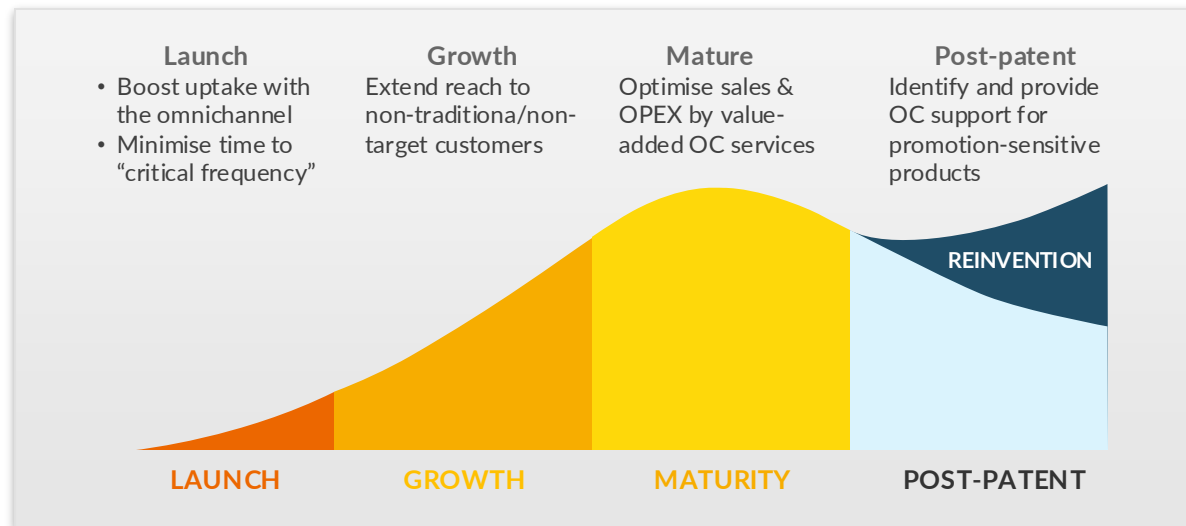 Launch
• Boost uptake with
the omnichannel
• Minimise time to
“critical frequency”
Growth
Extend reach to
non-traditiona/non-
target customers
Mature
Optimise sales &
OPEX by value-
added OC services
Post-patent
Identify and provide
OC support for
promotion-sensitive
products
REINVENTION
LAUNCH
GROWTH
MATURITY
POST-PATENT